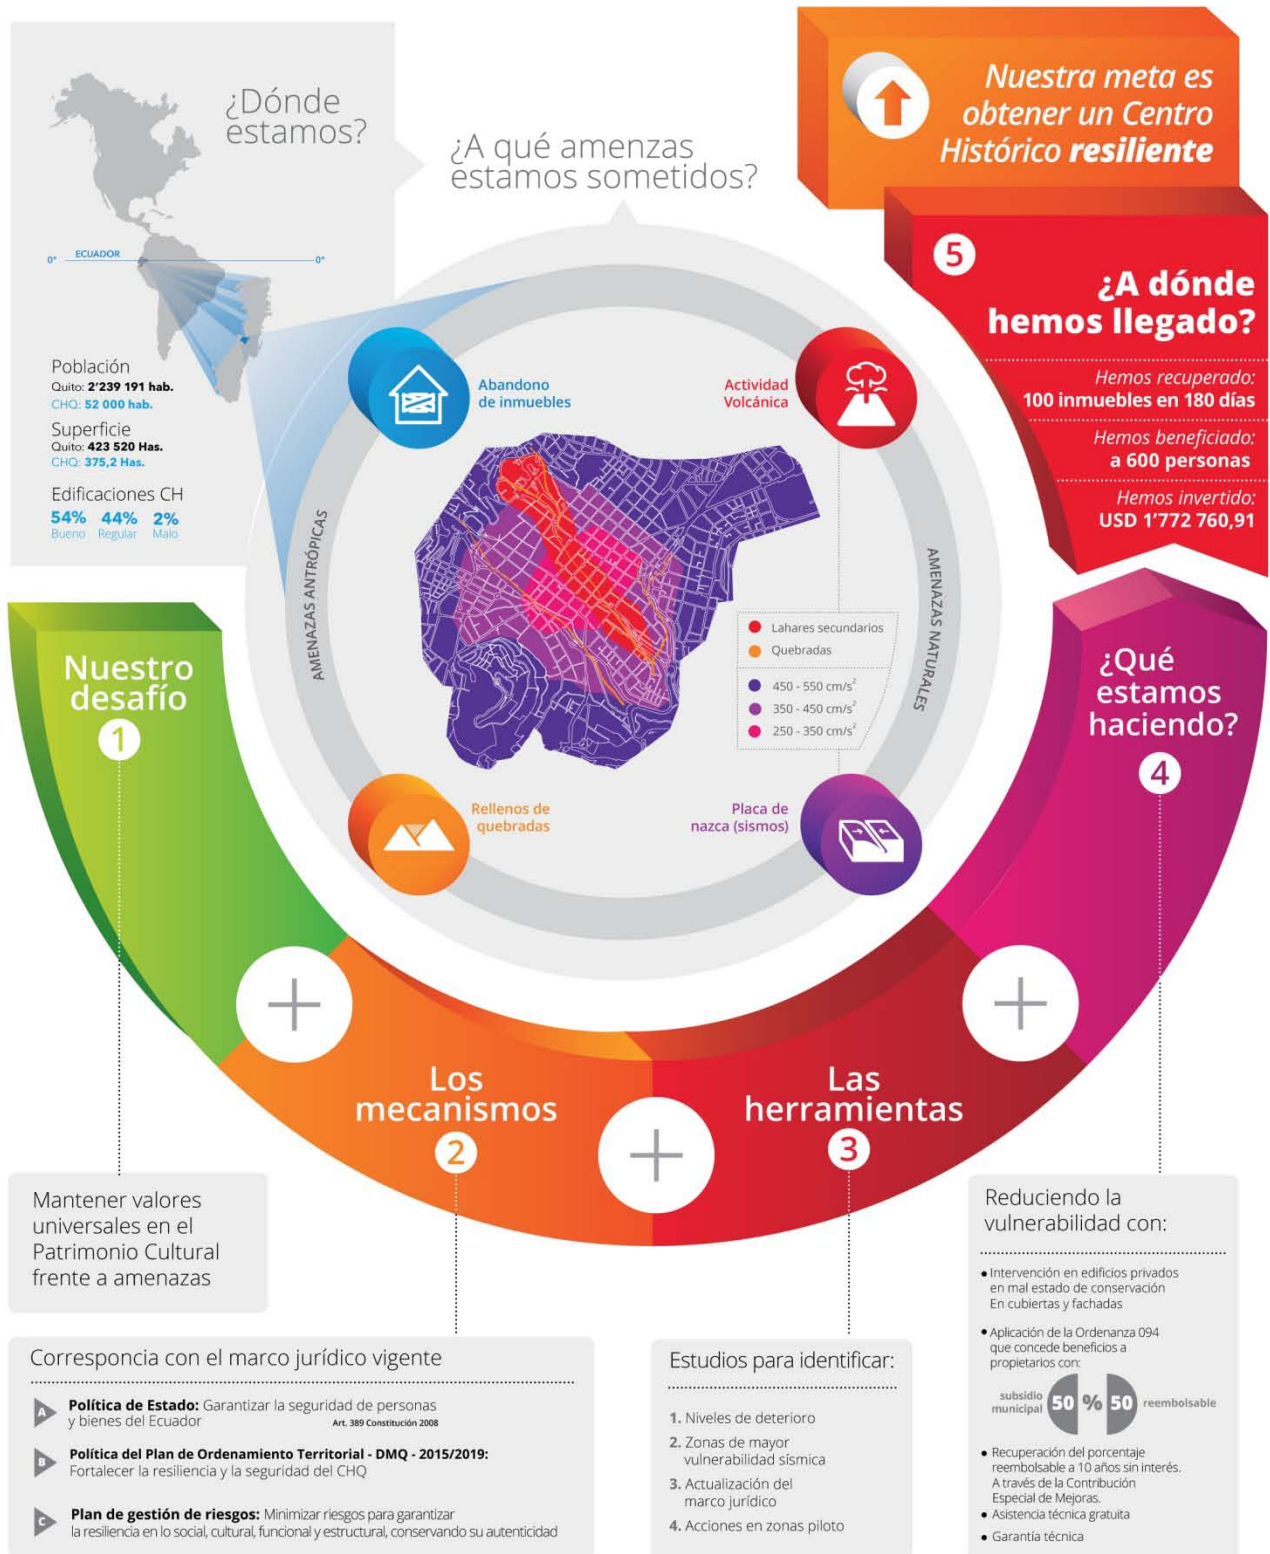 ¿Dónde
estamos?
ECUADOR
0°
0°
Población
Quito: 2’239 191 hab.
CHQ: 52 000 hab.
Superficie
Quito: 423 520 Has.
CHQ: 375,2 Has.
Edificaciones CH
54% 44% 2%
Bueno Regular Malo
¿A qué amenzas
estamos sometidos?
Abandono
de inmuebles
Actividad
Volcánica
AMENAZAS ANTRÓPICAS
AMENAZAS NATURALES
Lahares secundarios
Quebradas
450 - 550 cm/s²
350 - 450 cm/s²
250 - 350 cm/s²
Rellenos de
quebradas
Placa de
nazca (sismos)
Nuestra meta es
obtener un Centro
Histórico resiliente
5
¿A dónde
hemos llegado?
Hemos recuperado:
100 inmuebles en 180 días
Hemos beneficiado:
a 600 personas
Hemos invertido:
USD 1’772 760,91
Nuestro
desafío
1
Mantener valores
universales en el
Patrimonio Cultural
frente a amenazas
Los
mecanismos
2
Corresponcia con el marco jurídico vigente
A
Política de Estado: Garantizar la seguridad de personas
y bienes del Ecuador Art. 389 Constitución 2008
B
Política del Plan de Ordenamiento Territorial - DMQ - 2015/2019:
Fortalecer la resiliencia y la seguridad del CHQ
C
Plan de gestión de riesgos: Minimizar riesgos para garantizar
la resiliencia en lo social, cultural, funcional y estructural, conservando su autenticidad
Las
herramientas
3
Estudios para identificar:
1. Niveles de deterioro
2. Zonas de mayor
vulnerabilidad sísmica
3. Actualización del
marco jurídico
4. Acciones en zonas piloto
¿Qué
estamos
haciendo?
4
Reduciendo la
vulnerabilidad con:
• Intervención en edificios privados
en mal estado de conservación
En cubiertas y fachadas
• Aplicación de la Ordenanza 094
que concede beneficios a
propietarios con:
subsidio
municipal
50 % 50
reembolsable
• Recuperación del porcentaje
reembolsable a 10 años sin interés.
A través de la Contribución
Especial de Mejoras.
• Asistencia técnica gratuita
• Garantía técnica